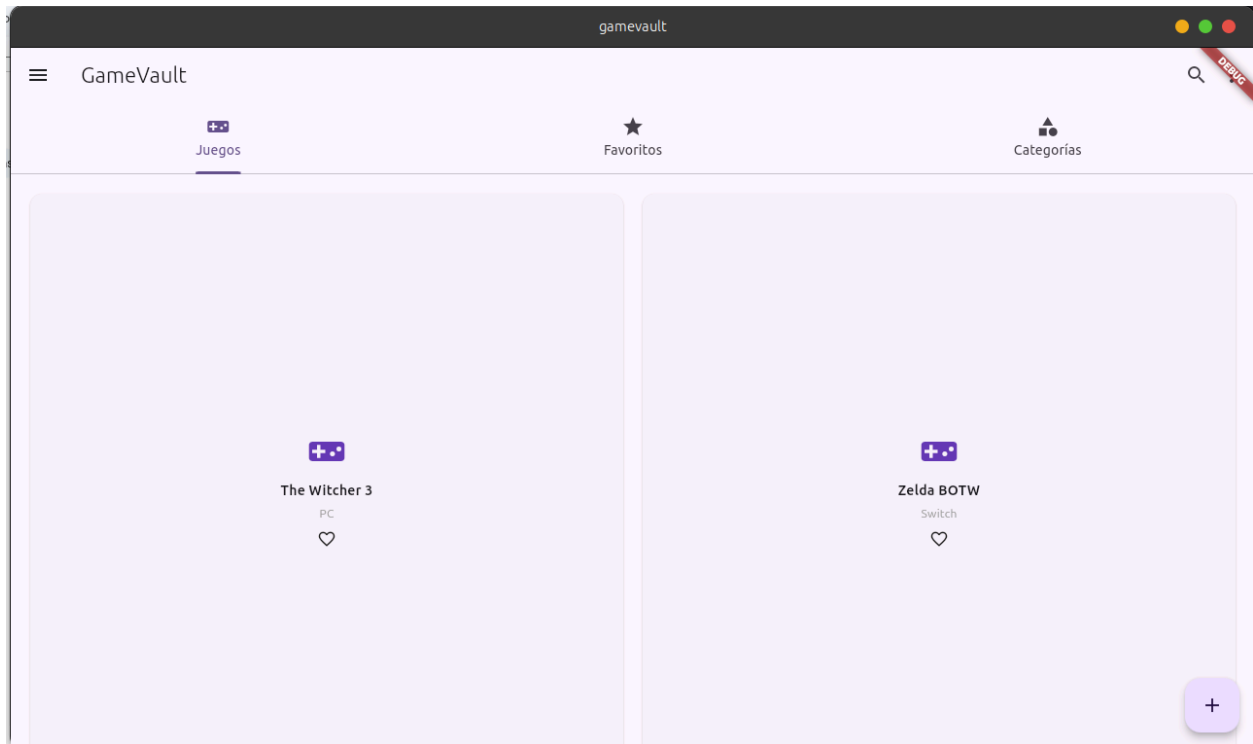 gamevault
GameVault
DEBUG
Juegos
Favoritos
Categorías
The Witcher 3
PC
Zelda BOTW
Switch